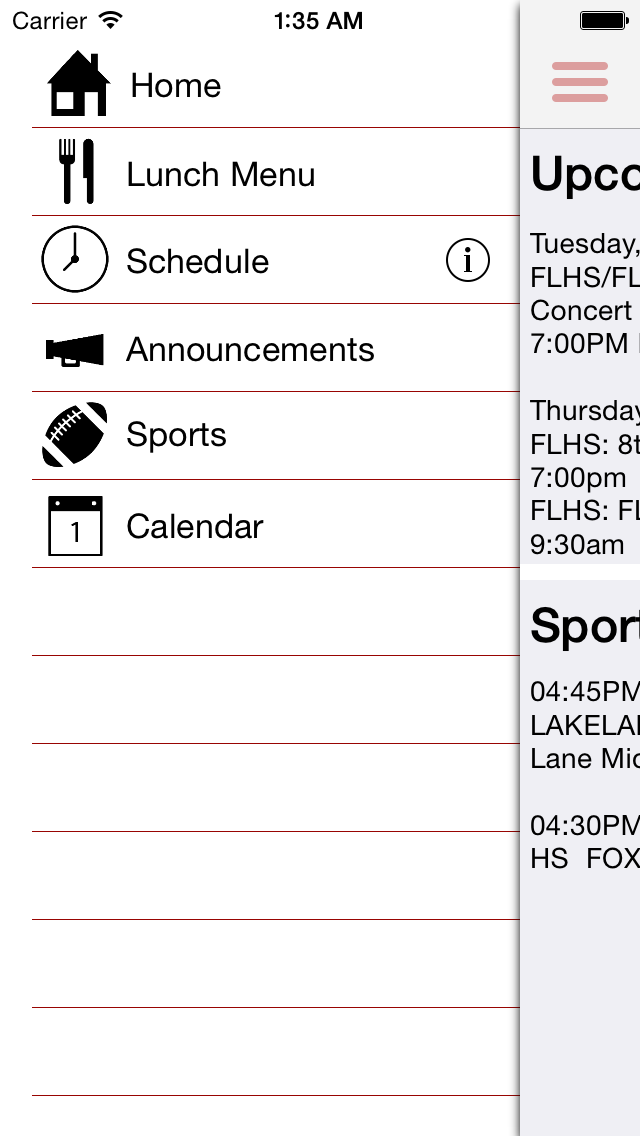 Carrier 1:35 AM
Home
Lunch Menu
Schedule i
Announcements
Sports
1 Calendar
Upco
Tuesday,
FLHS/FL
Concert
7:00PM
Thursday
FLHS: 8t
7:00pm
FLHS: FL
9:30am
Sport
04:45PM
LAKELA
Lane Mic
04:30PM
HS FOX